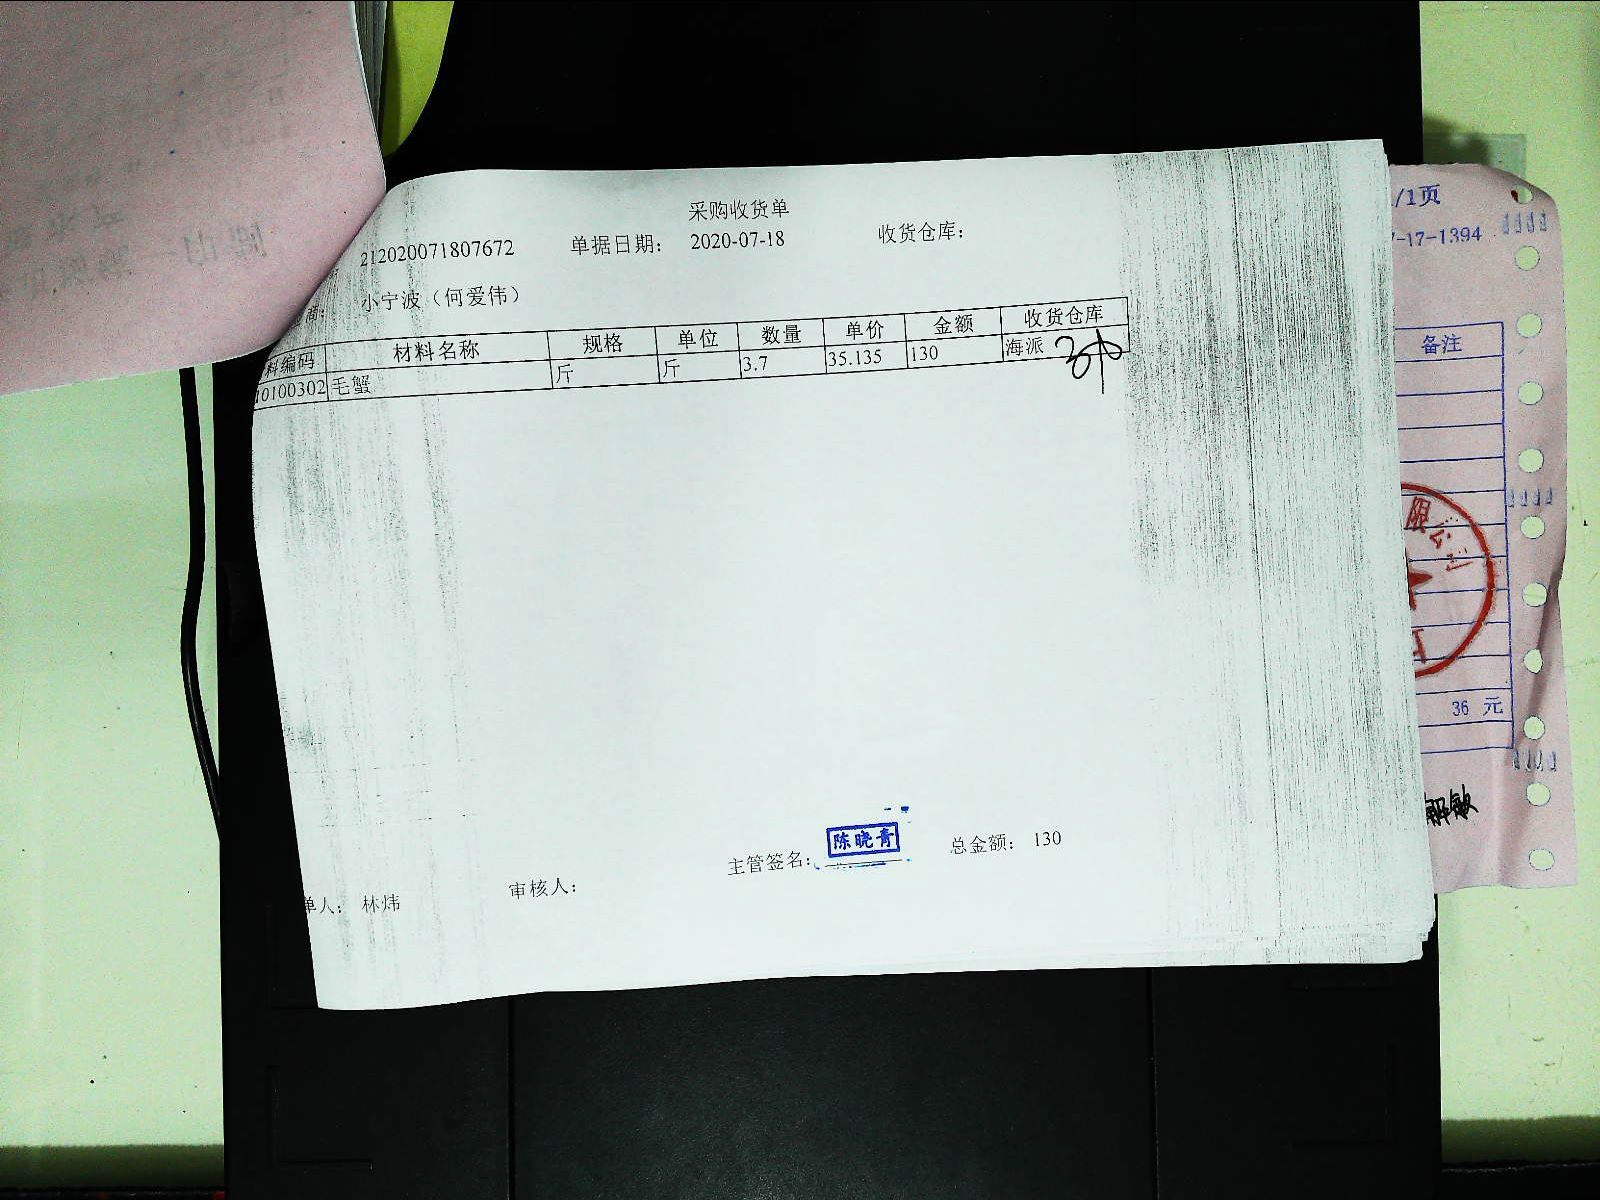 采购收货单
212020071807672 单据日期： 2020-07-18 收货仓库：
商： 小宁波（何爱伟）
料编码 材料名称 规格 单位 数量 单价 金额 收货仓库
10100302 毛蟹 斤 斤 3.7 35.135 130 海派
主管签名： 陈晓青 总金额： 130
单人： 林炜 审核人：
/1页
7-17-1394
备注
限公司
36 元